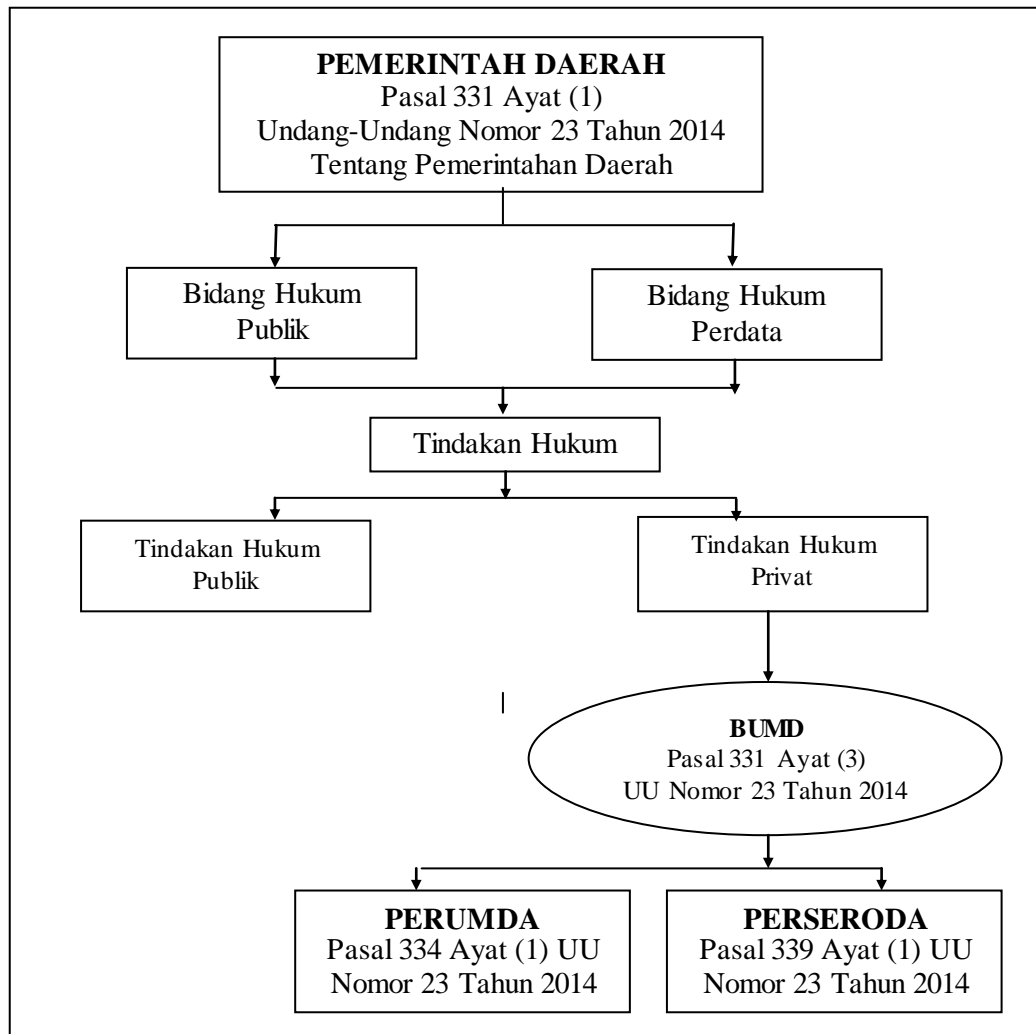 PEMERINTAH DAERAH
Pasal 331 Ayat (1)
Undang-Undang Nomor 23 Tahun 2014
Tentang Pemerintahan Daerah
Bidang Hukum
Publik
Bidang Hukum
Perdata
Tindakan Hukum
Tindakan Hukum
Publik
Tindakan Hukum
Privat
BUMD
Pasal 331 Ayat (3)
UU Nomor 23 Tahun 2014
PERUMDA
Pasal 334 Ayat (1) UU
Nomor 23 Tahun 2014
PERSERODA
Pasal 339 Ayat (1) UU
Nomor 23 Tahun 2014